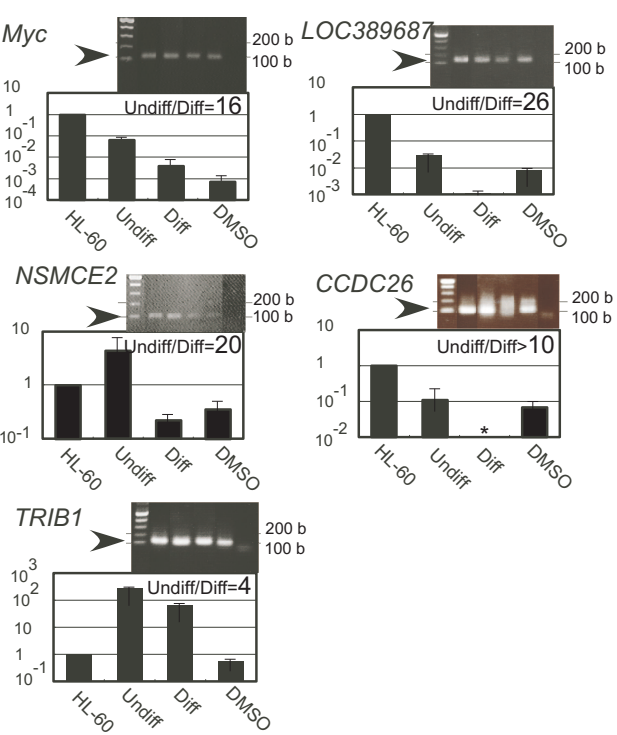 Myc
200 b
100 b
Undiff/Diff=16
10
1
10-1
10-2
10-3
10-4
HL-60
Undiff
Diff
DMSO
LOC389687
200 b
100 b
Undiff/Diff=26
10
1
10-1
10-2
10-3
HL-60
Undiff
Diff
DMSO
NSMCE2
200 b
100 b
Undiff/Diff=20
10
1
10-1
HL-60
Undiff
Diff
DMSO
CCDC26
200 b
100 b
Undiff/Diff>10
10
1
10-1
10-2
*
HL-60
Undiff
Diff
DMSO
TRIB1
200 b
100 b
Undiff/Diff=4
103
102
10
1
10-1
HL-60
Undiff
Diff
DMSO